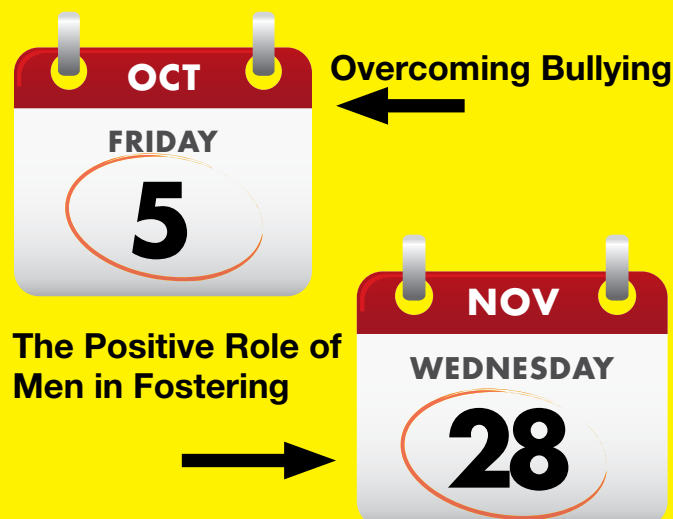 OCT
FRIDAY
5
Overcoming Bullying
The Positive Role of
Men in Fostering
NOV
WEDNESDAY
28